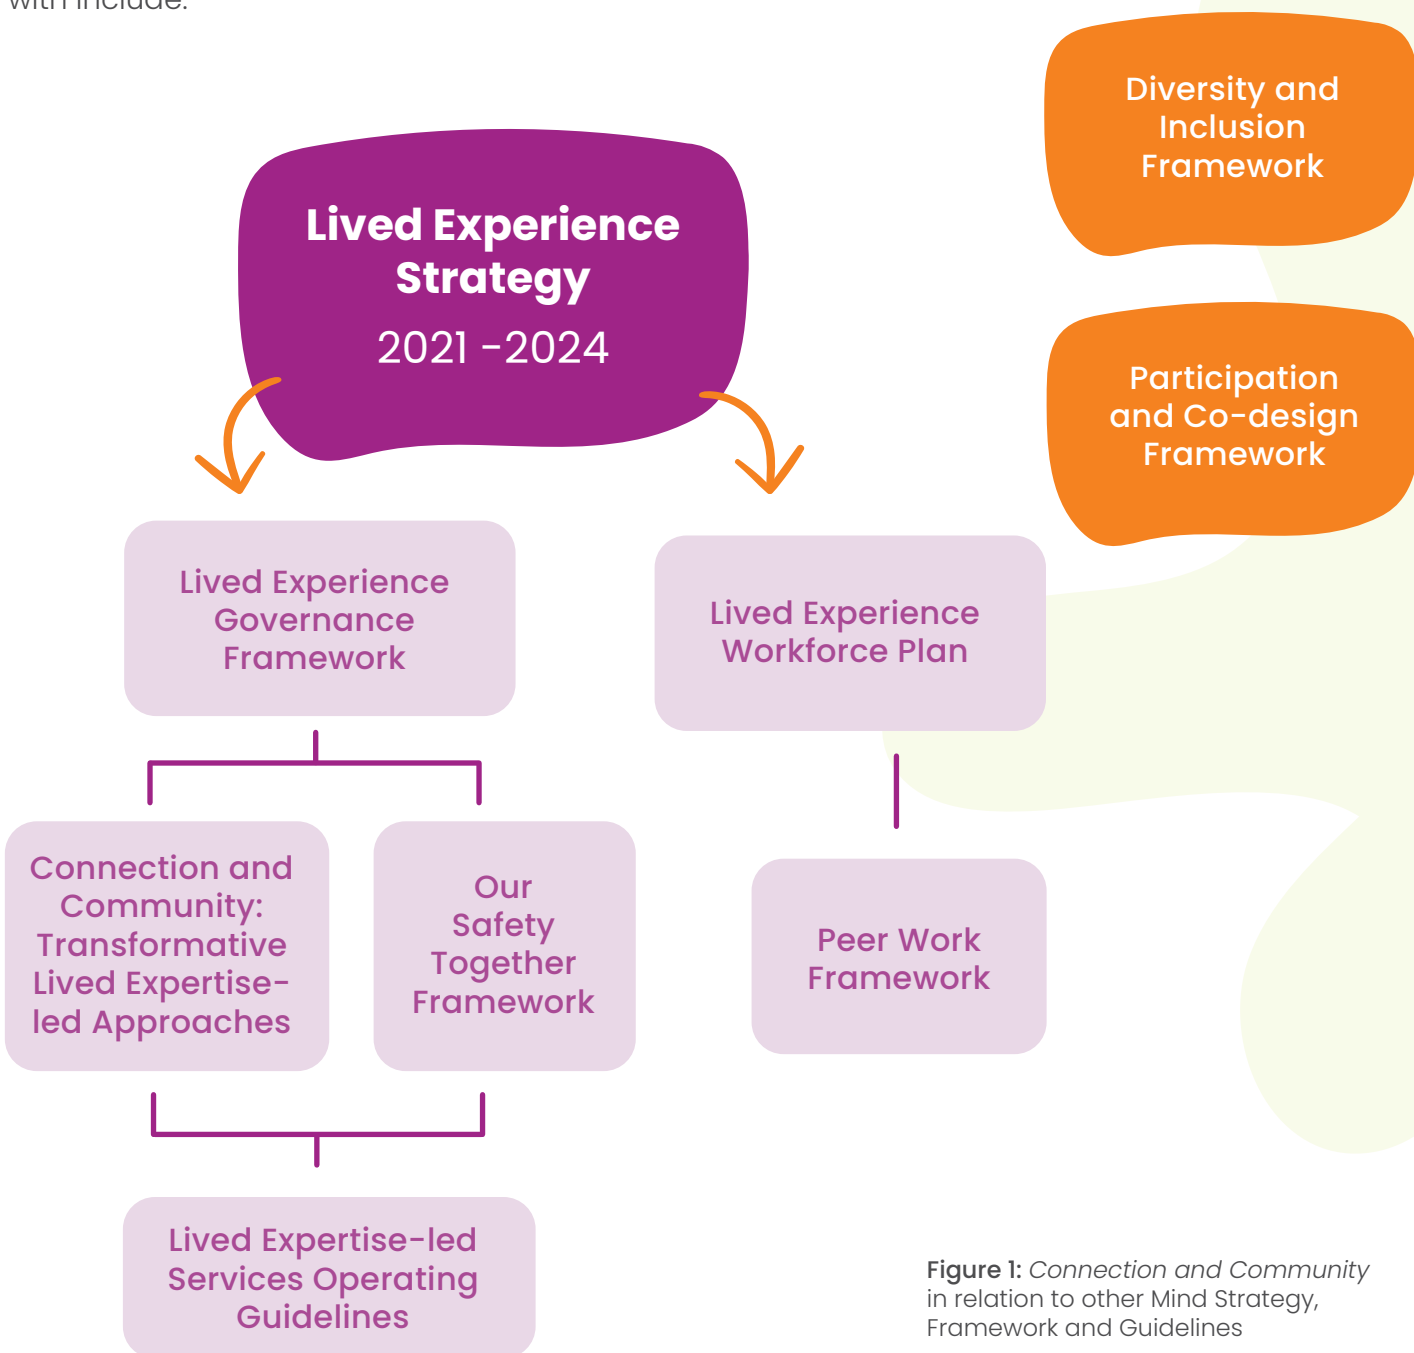 with include:
Diversity and
Inclusion
Framework
Lived Experience
Strategy
2021 -2024
Participation
and Co-design
Framework
Lived Experience
Governance
Framework
Lived Experience
Workforce Plan
Connection and
Community:
Transformative
Lived Expertise-
led Approaches
Our
Safety
Together
Framework
Peer Work
Framework
Lived Expertise-led
Services Operating
Guidelines
Figure 1: Connection and Community
in relation to other Mind Strategy,
Framework and Guidelines